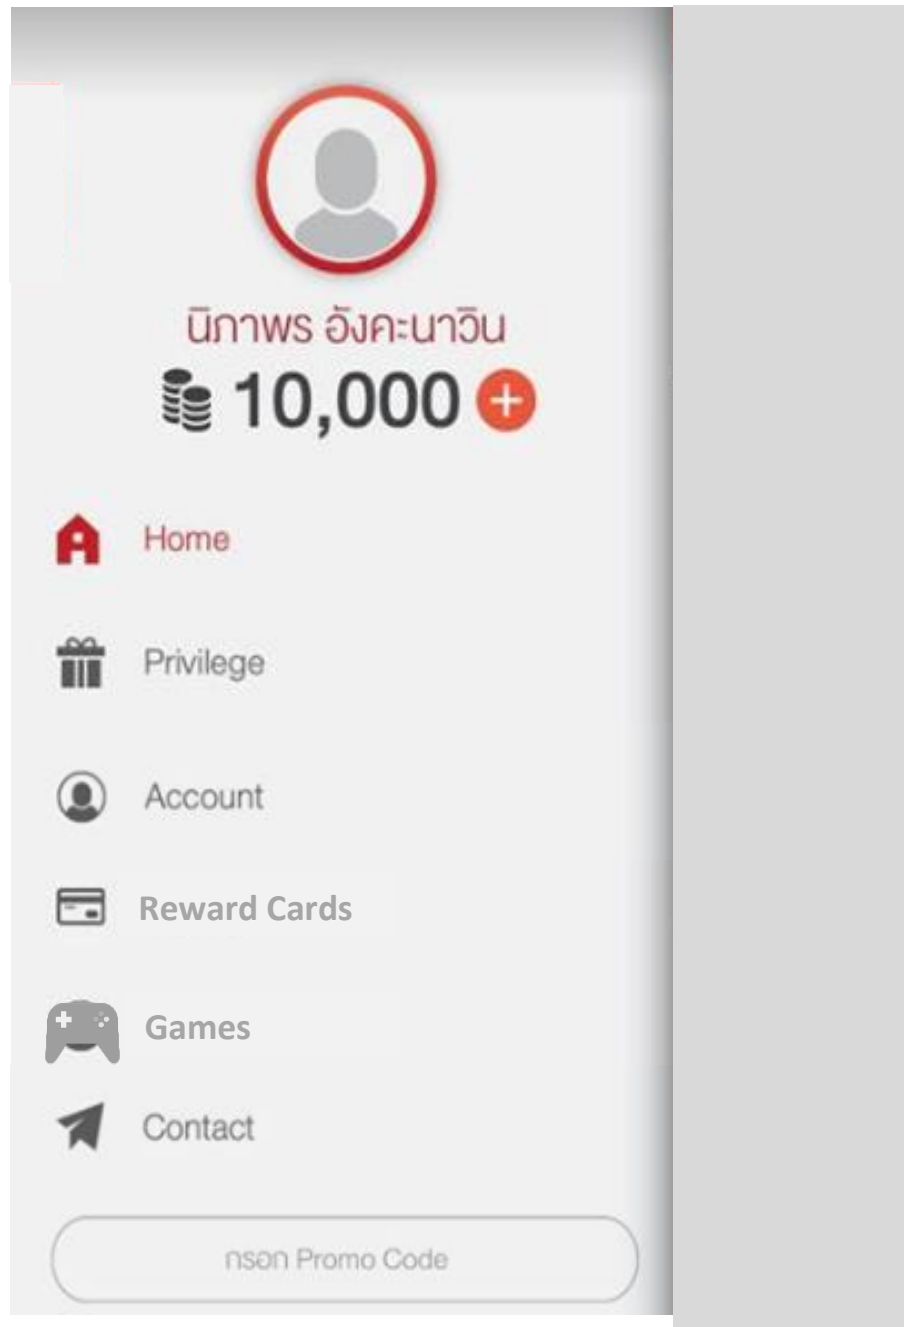 นิภาพร อังคะนาวิน
10,000
Home
Privilege
Account
Reward Cards
Games
Contact
กรอก Promo Code